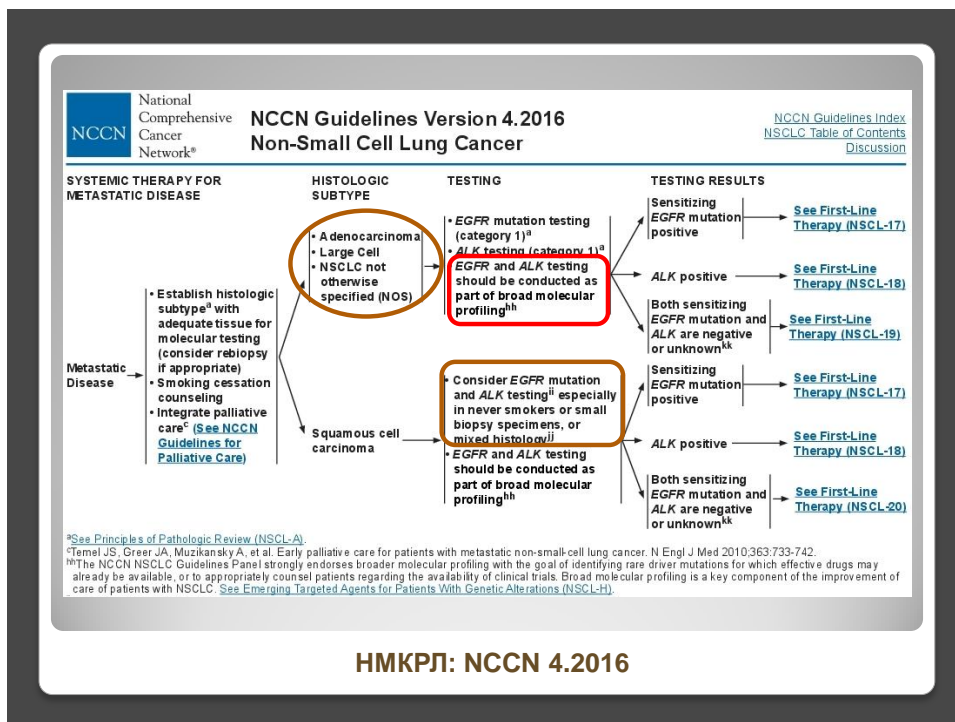 NCCN
National
Comprehensive
Cancer
Network®
NCCN Guidelines Version 4.2016
Non-Small Cell Lung Cancer
NCCN Guidelines Index
NSCLC Table of Contents
Discussion
SYSTEMIC THERAPY FOR
METASTATIC DISEASE
HISTOLOGIC
SUBTYPE
TESTING
TESTING RESULTS
Metastatic
Disease
• Establish histologic
subtypeª with
adequate tissue for
molecular testing
(consider rebiopsy
if appropriate)
• Smoking cessation
counseling
• Integrate palliative
careᶜ (See NCCN
Guidelines for
Palliative Care)
• Adenocarcinoma
• Large Cell
• NSCLC not
otherwise
specified (NOS)
• EGFR mutation testing
(category 1)ª
• ALK testing (category 1)ª
EGFR and ALK testing
should be conducted as
part of broad molecular
profilingʰʰ
Sensitizing
EGFR mutation
positive
See First-Line
Therapy (NSCL-17)
ALK positive
See First-Line
Therapy (NSCL-18)
Both sensitizing
EGFR mutation and
ALK are negative
or unknownᵏᵏ
See First-Line
Therapy (NSCL-19)
Squamous cell
carcinoma
• Consider EGFR mutation
and ALK testingⁱⁱ especially
in never smokers or small
biopsy specimens, or
mixed histologyʲʲ
• EGFR and ALK testing
should be conducted as
part of broad molecular
profilingʰʰ
Sensitizing
EGFR mutation
positive
See First-Line
Therapy (NSCL-17)
ALK positive
See First-Line
Therapy (NSCL-18)
Both sensitizing
EGFR mutation and
ALK are negative
or unknownᵏᵏ
See First-Line
Therapy (NSCL-20)
ªSee Principles of Pathologic Review (NSCL-A).
ᶜTemel JS, Greer JA, Muzikansky A, et al. Early palliative care for patients with metastatic non-small-cell lung cancer. N Engl J Med 2010;363:733-742.
ʰʰThe NCCN NSCLC Guidelines Panel strongly endorses broader molecular profiling with the goal of identifying rare driver mutations for which effective drugs may
already be available, or to appropriately counsel patients regarding the availability of clinical trials. Broad molecular profiling is a key component of the improvement of
care of patients with NSCLC. See Emerging Targeted Agents for Patients With Genetic Alterations (NSCL-H).
НМКРЛ: NCCN 4.2016